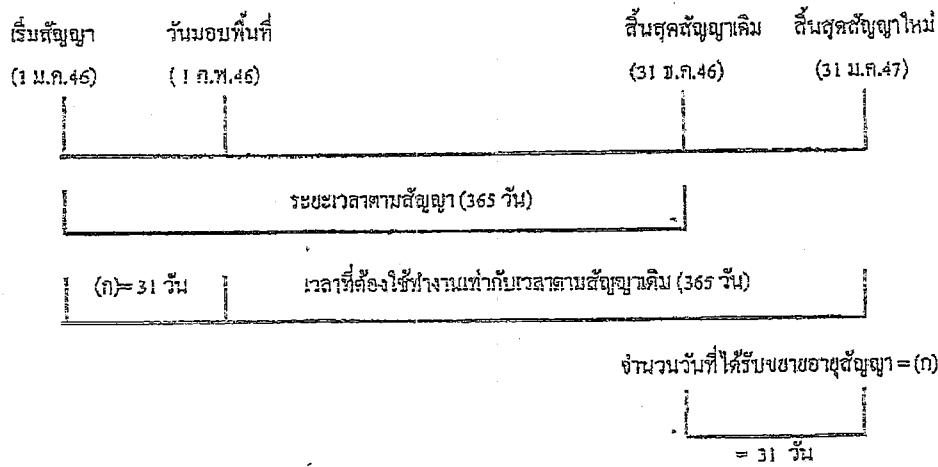 เริ่มสัญญา วันมอบพื้นที่ สิ้นสุดสัญญาเดิม สิ้นสุดสัญญาใหม่
(1 ม.ค.46) (1 ก.พ.46) (31 ธ.ค.46) (31 ม.ค.47)
ระยะเวลาตามสัญญา (365 วัน)
(ก)= 31 วัน เวลาที่ต้องใช้ทำงานเท่ากับเวลาตามสัญญาเดิม (365 วัน)
จำนวนวันที่ได้รับขยายอายุสัญญา = (ก)
= 31 วัน